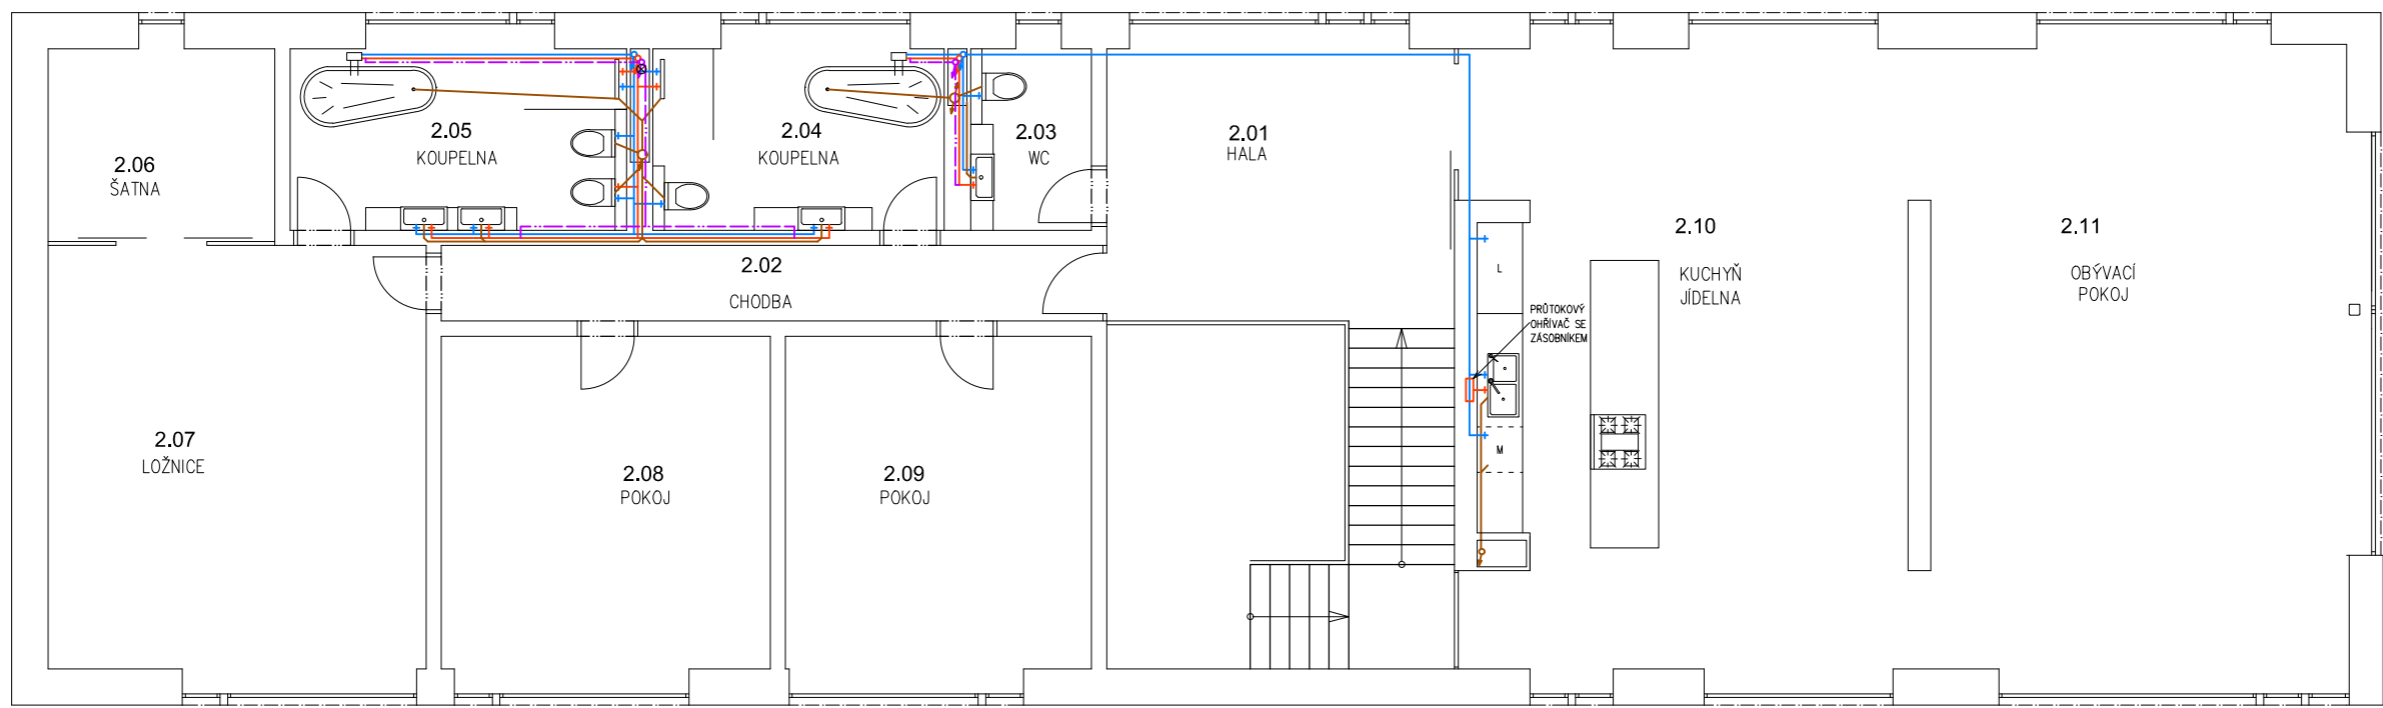 2.05
KOUPELNA
2.04
KOUPELNA
2.03
WC
2.01
HALA
2.06
ŠATNA
2.02
CHODBA
2.10
KUCHYŇ
JÍDELNA
2.11
OBÝVACÍ
POKOJ
L
PRŮTOKOVÝ
OHŘÍVAČ SE
ZÁSOBNÍKEM
M
2.07
LOŽNICE
2.08
POKOJ
2.09
POKOJ